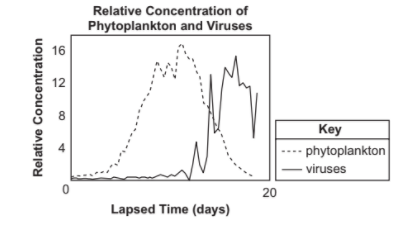 Relative Concentration of
Phytoplankton and Viruses
Relative Concentration
16
12
8
4
0
20
Lapsed Time (days)
Key
phytoplankton
viruses